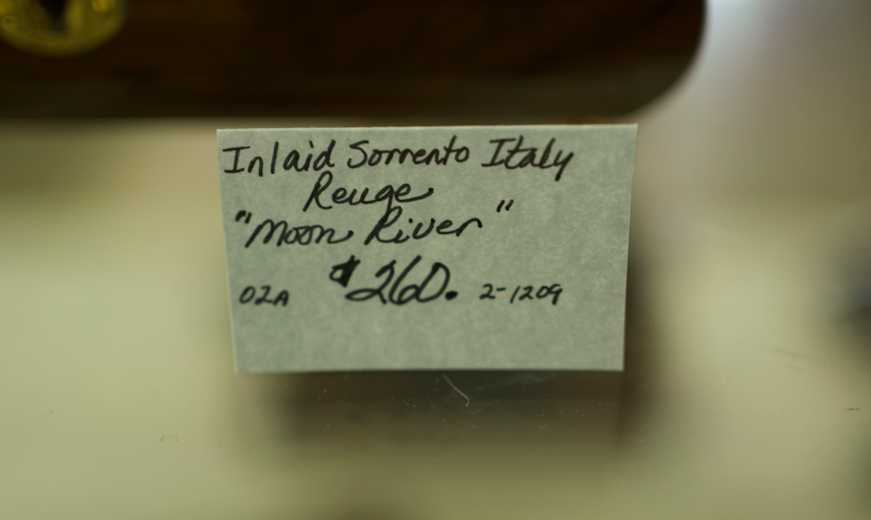 Inlaid Sorrento Italy
Reuge
"Moon River"
02A $260. 2-1209